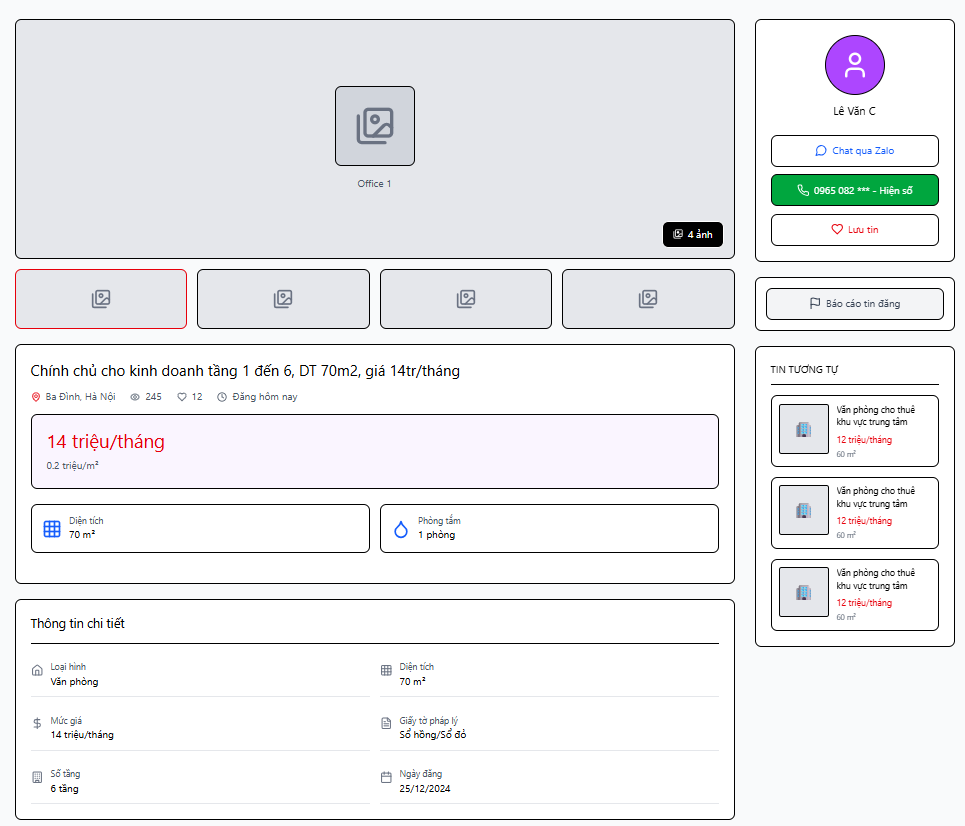 Office 1
4 ảnh
Chính chủ cho kinh doanh tầng 1 đến 6, DT 70m2, giá 14tr/tháng
Ba Đình, Hà Nội 245 12 Đăng hôm nay
14 triệu/tháng
0.2 triệu/m²
Diện tích
70 m²
Phòng tắm
1 phòng
Thông tin chi tiết
Loại hình
Văn phòng
Diện tích
70 m²
Mức giá
14 triệu/tháng
Giấy tờ pháp lý
Sổ hồng/Sổ đỏ
Số tầng
6 tầng
Ngày đăng
25/12/2024
Lê Văn C
Chat qua Zalo
0965 082 *** - Hiện số
Lưu tin
Báo cáo tin đăng
TIN TƯƠNG TỰ
Văn phòng cho thuê
khu vực trung tâm
12 triệu/tháng
60 m²
Văn phòng cho thuê
khu vực trung tâm
12 triệu/tháng
60 m²
Văn phòng cho thuê
khu vực trung tâm
12 triệu/tháng
60 m²